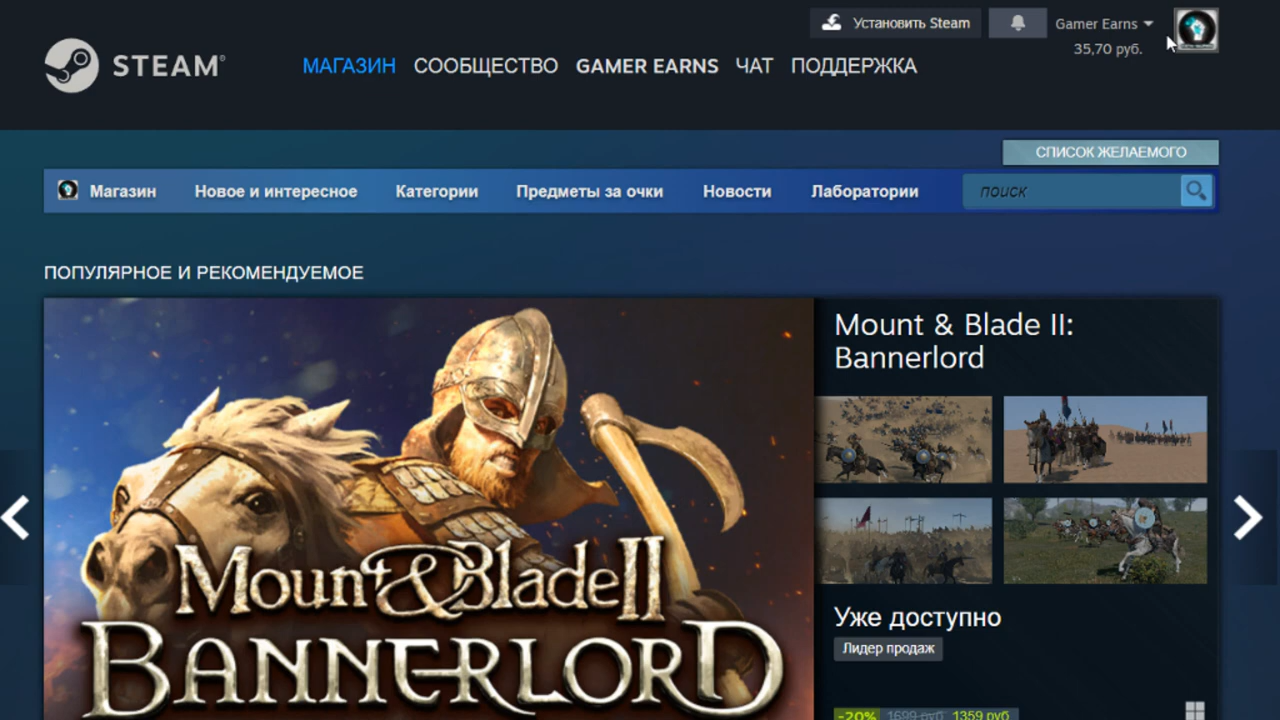 Установить Steam
Gamer Earns
35,70 руб.
STEAM®
МАГАЗИН СООБЩЕСТВО GAMER EARNS ЧАТ ПОДДЕРЖКА
СПИСОК ЖЕЛАЕМОГО
Магазин Новое и интересное Категории Предметы за очки Новости Лаборатории поиск
ПОПУЛЯРНОЕ И РЕКОМЕНДУЕМОЕ
Mount & Blade II:
Bannerlord
Mount & Blade II
BANNERLORD
Уже доступно
Лидер продаж
-20% 1699 руб 1359 руб